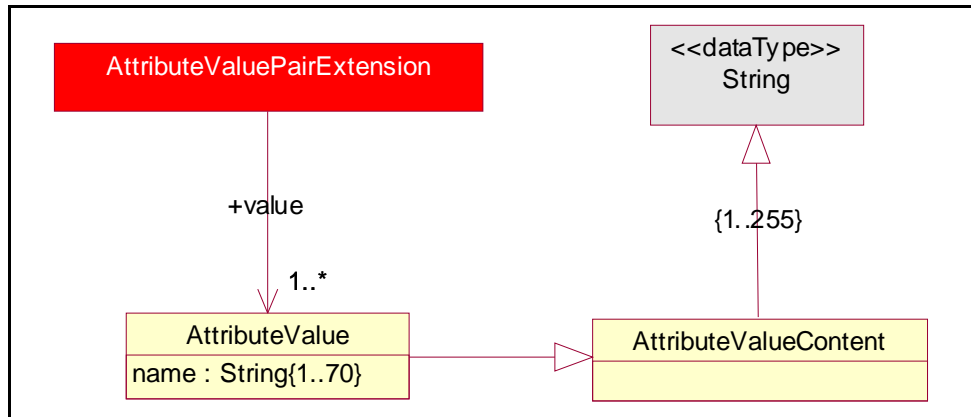 AttributeValuePairExtension
<<dataType>>
String
+value
{1..255}
1..*
AttributeValue
name : String{1..70}
AttributeValueContent